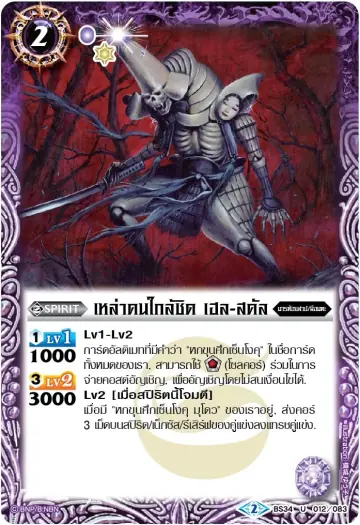 2
2 SPIRIT
เหล่าคนใกล้ชิด เฮล-สคัล
1 LV1
1000
3 LV2
3000
Lv1-Lv2
การ์ดอัลติเมทที่มีคำว่า "ทกขุนศึกเซ็นโงคุ" ในชื่อการ์ด
ทั้งหมดของเรา, สามารถใช้ (โซลคอร์) ร่วมในการ
จ่ายคอสต์อัญเชิญ, เพื่ออัญเชิญโดยไม่สนเงื่อนไขได้.
Lv2 [เมื่อสปิริตนี้โจมตี]
เมื่อมี "ทกขุนศึกเซ็นโงคุ มุโดว" ของเราอยู่, ส่งคอร์
3 เม็ดบนสปิริต/เน็กซัส/รีเสิร์ฟของคู่แข่งลงแทรชคู่แข่ง.
©BNP/B,NBN
2
BS34 U 012/083